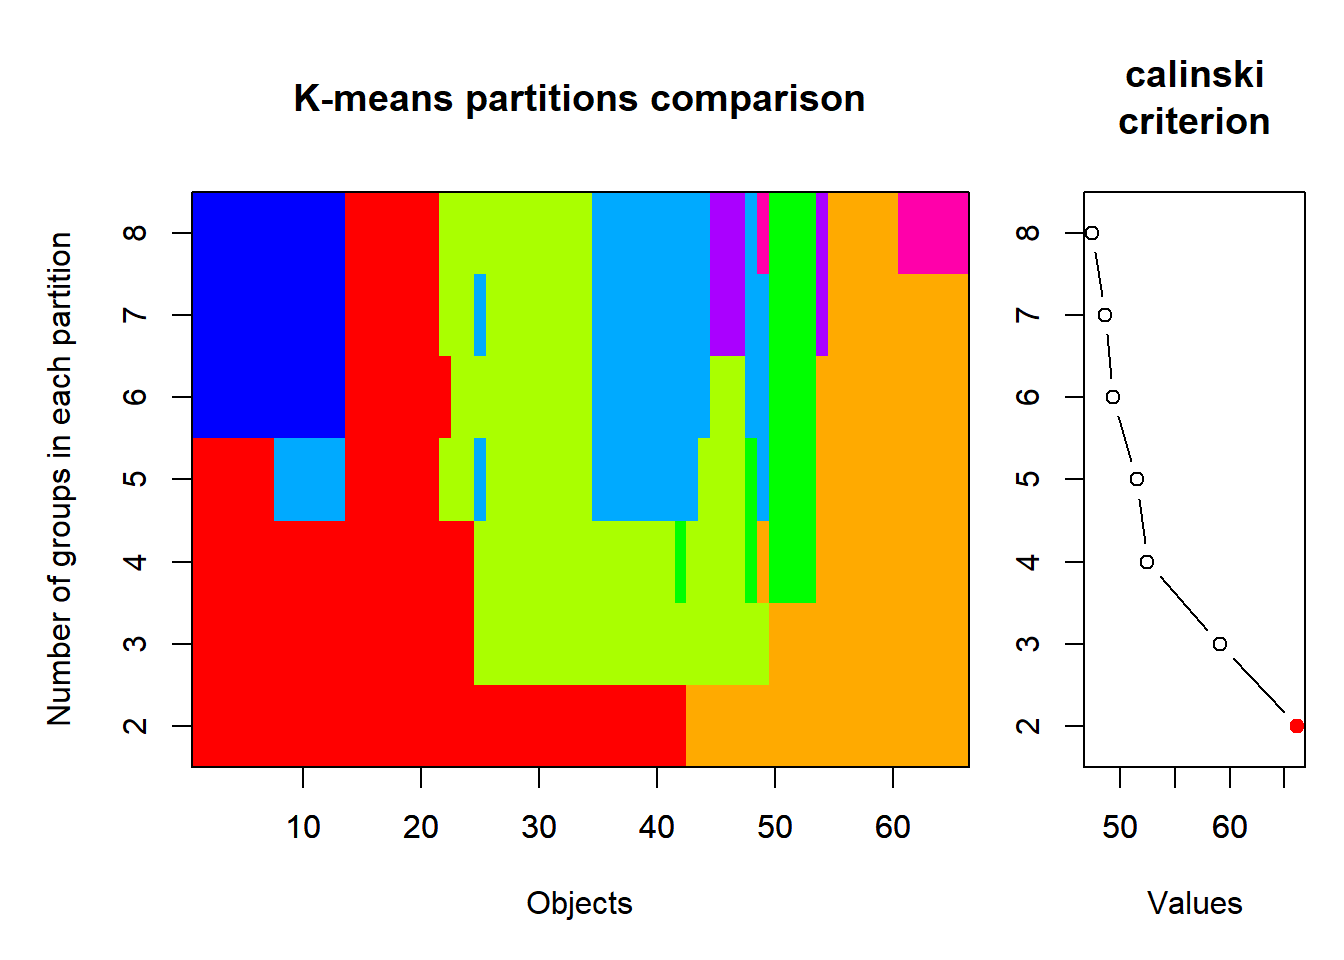 K-means partitions comparison
calinski
criterion
Number of groups in each partition
8
7
6
5
4
3
2
10 20 30 40 50 60
Objects
8
7
6
5
4
3
2
50 60
Values